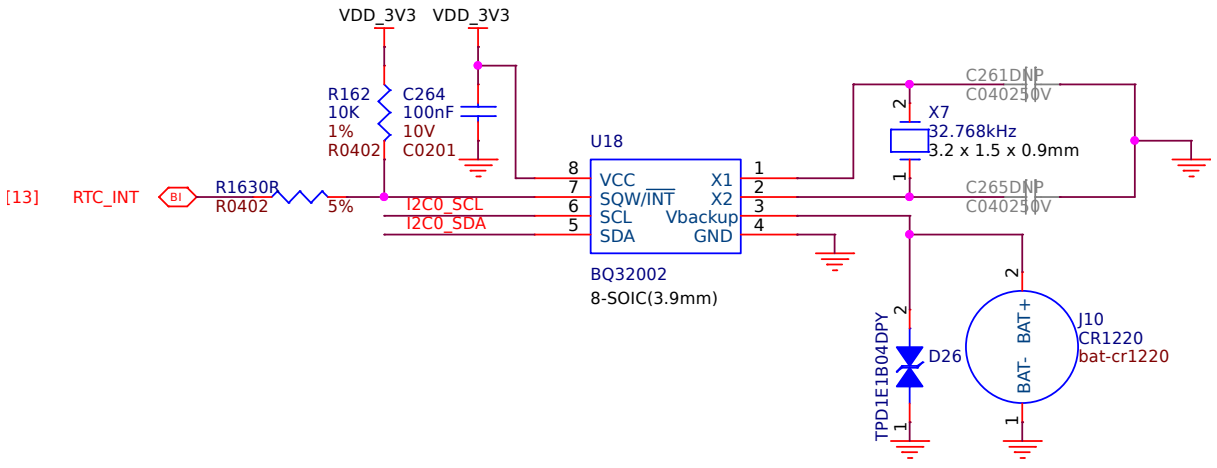 VDD_3V3
VDD_3V3
R162
10K
1%
R0402
C264
100nF
10V
C0201
C261DNP
C040250V
X7
32.768kHz
3.2 x 1.5 x 0.9mm
2
1
C265DNP
C040250V
U18
8
7
6
5
VCC
SQW/INT
SCL
SDA
X1
X2
Vbackup
GND
1
2
3
4
BQ32002
8-SOIC(3.9mm)
[13]
RTC_INT
BI
R1630R
R0402
5%
I2C0_SCL
I2C0_SDA
2
TPD1E1B04DPY
D26
1
2
BAT+
BAT-
1
J10
CR1220
bat-cr1220